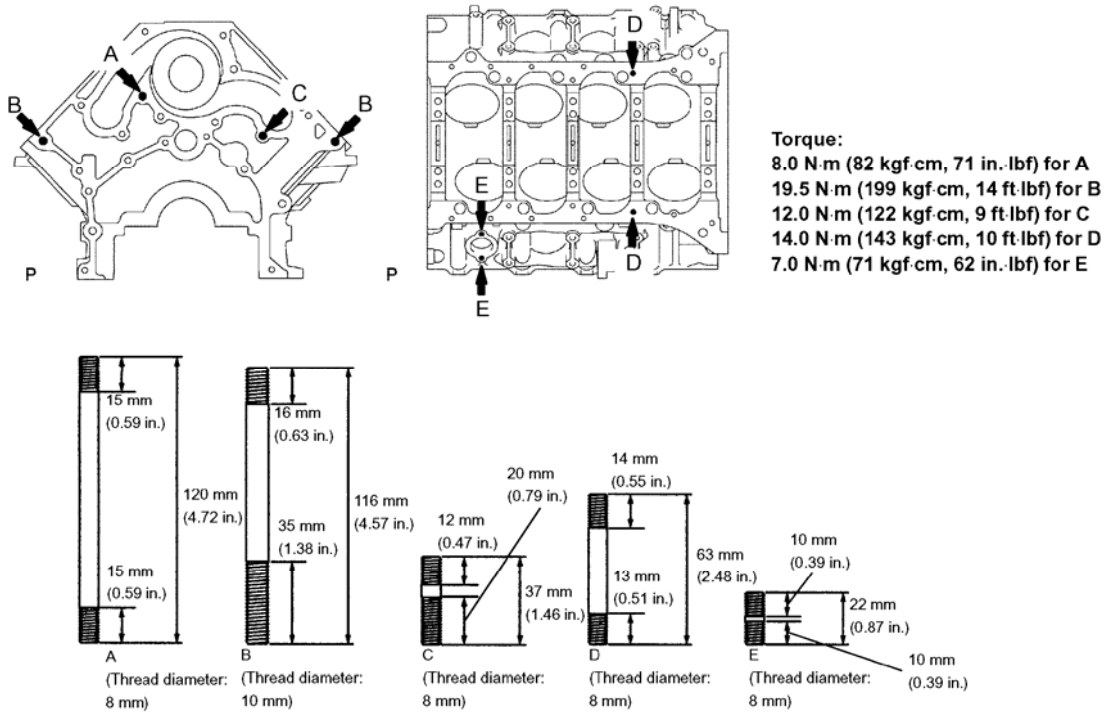 A
B
C
B
P
D
E
D
E
P
Torque:
8.0 N·m (82 kgf·cm, 71 in.·lbf) for A
19.5 N·m (199 kgf·cm, 14 ft·lbf) for B
12.0 N·m (122 kgf·cm, 9 ft·lbf) for C
14.0 N·m (143 kgf·cm, 10 ft·lbf) for D
7.0 N·m (71 kgf·cm, 62 in.·lbf) for E
15 mm
(0.59 in.)
120 mm
(4.72 in.)
15 mm
(0.59 in.)
A
(Thread diameter:
8 mm)
16 mm
(0.63 in.)
116 mm
(4.57 in.)
35 mm
(1.38 in.)
B
(Thread diameter:
10 mm)
20 mm
(0.79 in.)
12 mm
(0.47 in.)
37 mm
(1.46 in.)
C
(Thread diameter:
8 mm)
14 mm
(0.55 in.)
63 mm
(2.48 in.)
13 mm
(0.51 in.)
D
(Thread diameter:
8 mm)
10 mm
(0.39 in.)
22 mm
(0.87 in.)
10 mm
(0.39 in.)
E
(Thread diameter:
8 mm)